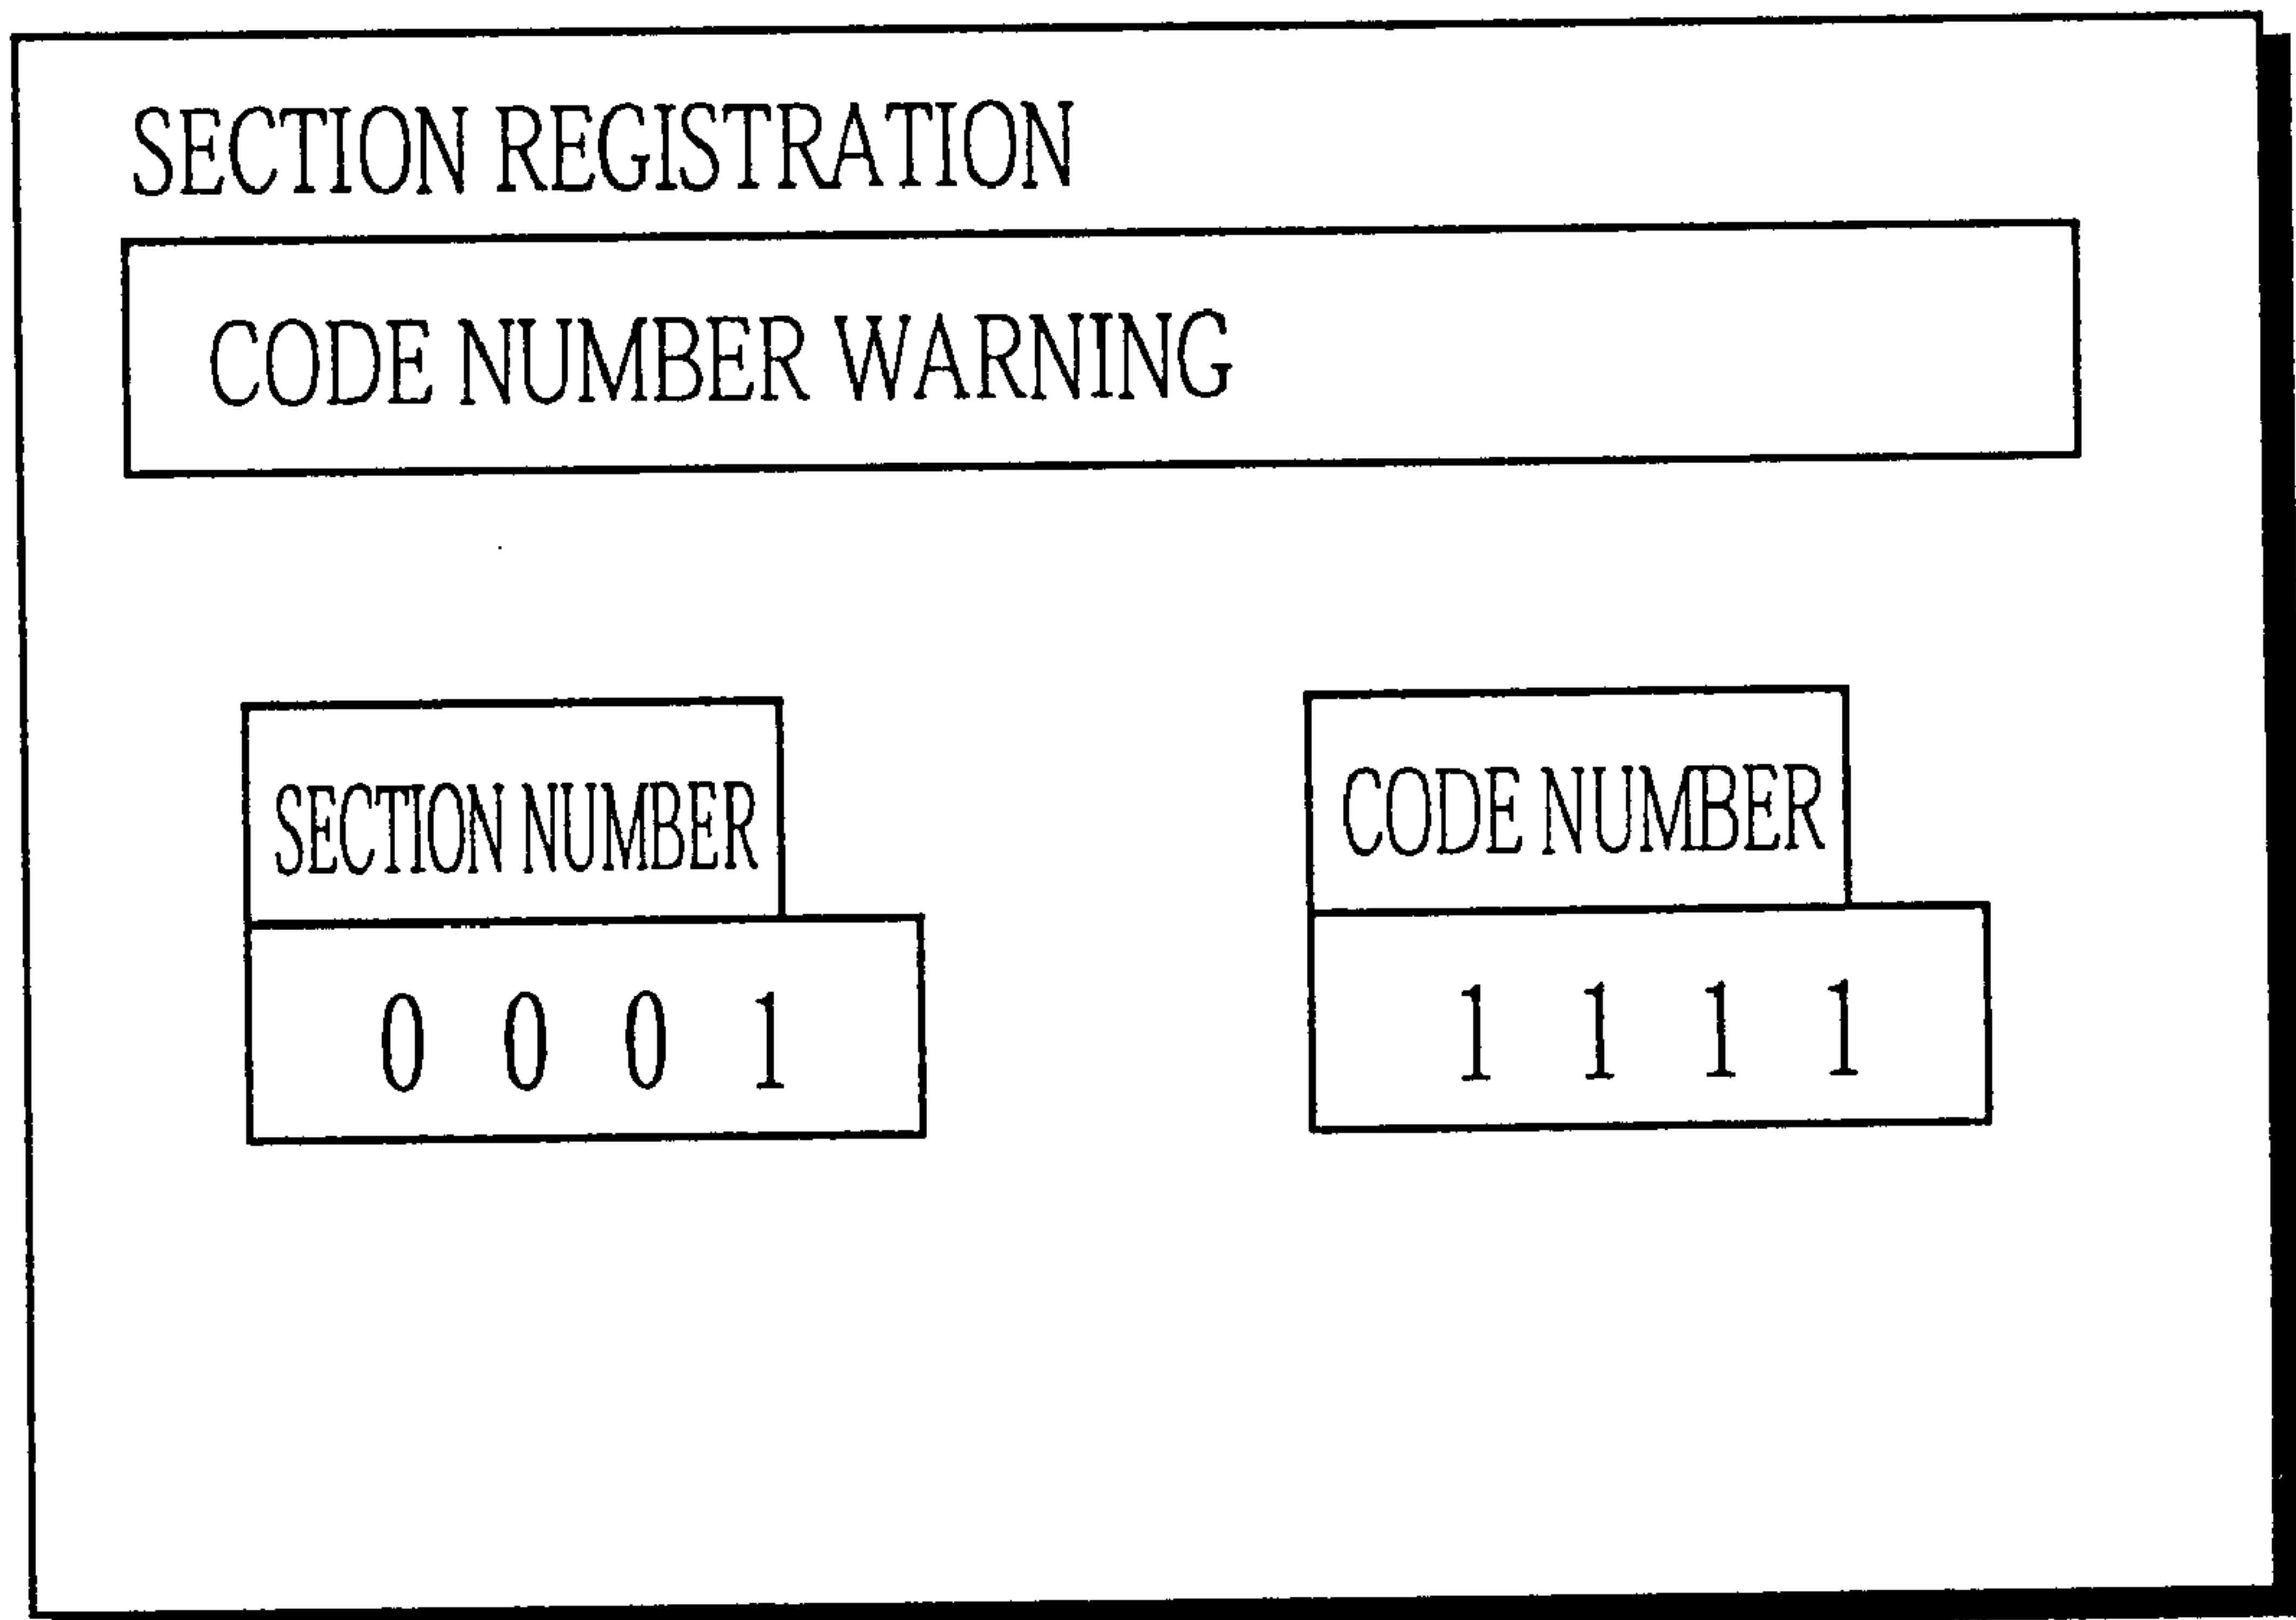 SECTION REGISTRATION
CODE NUMBER WARNING
SECTION NUMBER
0 0 0 1
CODE NUMBER
1 1 1 1